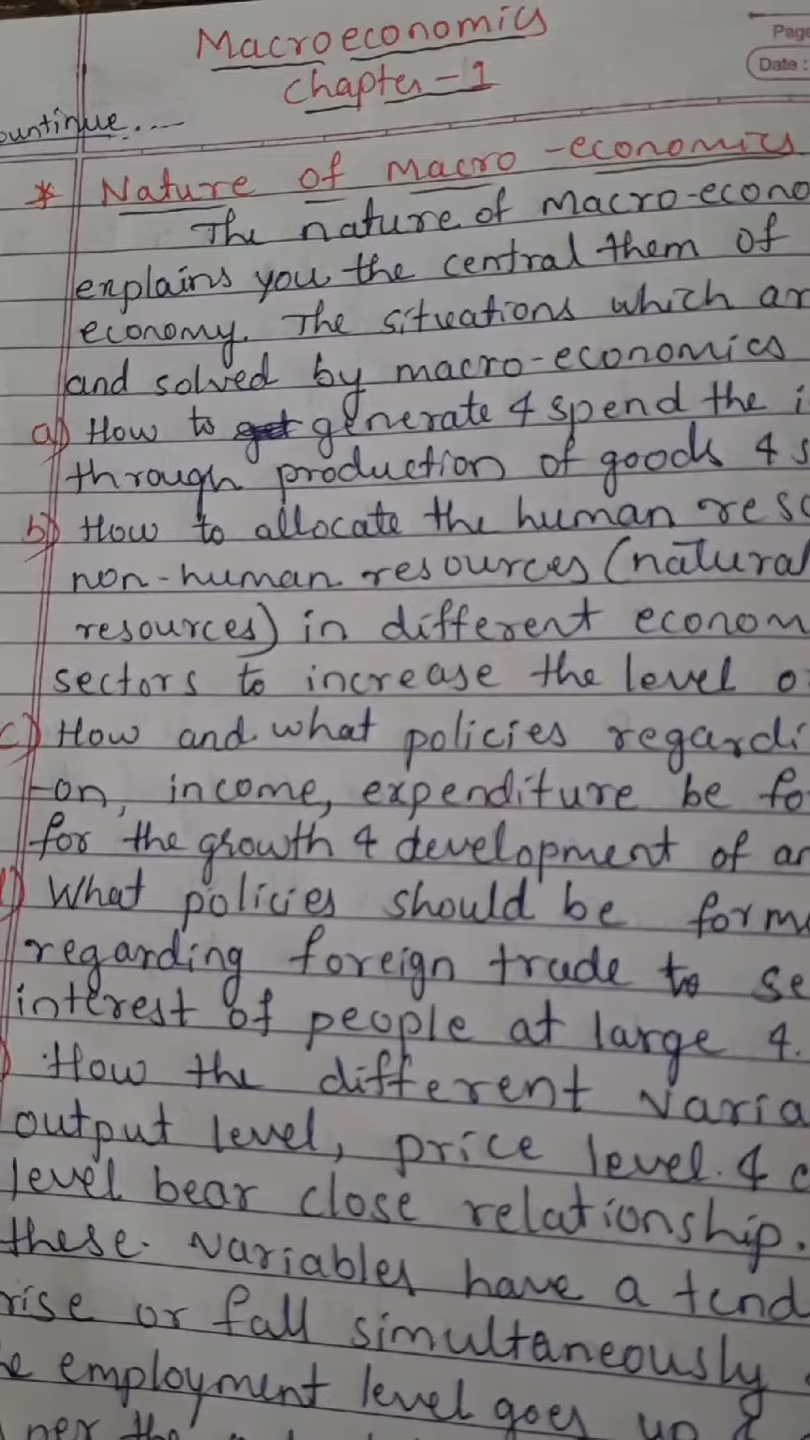 Macroeconomics
Page
Chapter-1
Date :
ountinue....
* Nature of macro-economics
The nature of macro-econo
explains you the central them of
economy. The situations which ar
and solved by macro-economics
a) How to generate & spend the i
through production of goods & s
b) How to allocate the human reso
non-human resources (natural
resources) in different econom
sectors to increase the level o
c) How and what policies regardi
-on, income, expenditure be fo
for the growth & development of an
What policies should be form
regarding foreign trade to se
interest of people at large &
How the different varia
output level, price level. & e
level bear close relationship.
these. variables have a tend
rise or fall simultaneously
e employment level goes up &
per the